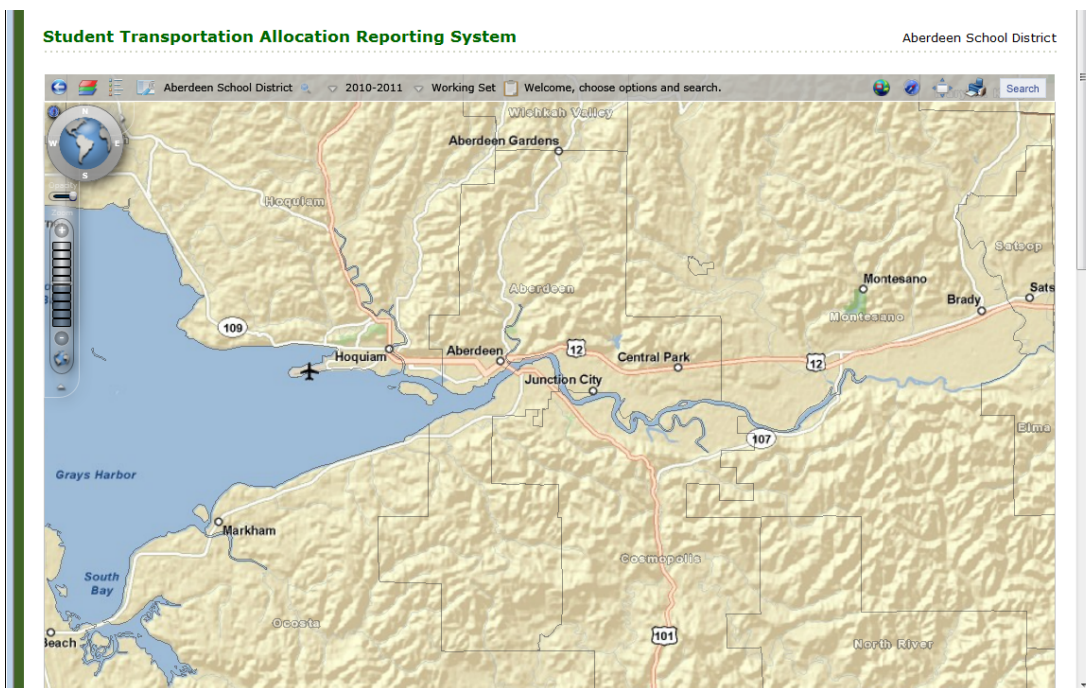 Student Transportation Allocation Reporting System
Aberdeen School District
Aberdeen School District
2010-2011
Working Set
Welcome, choose options and search.
Search
N
W
E
S
Wishkah Valley
Aberdeen Gardens
Hoquiam
Satsop
Aberdeen
Montesano
Brady
Sats
Montesano
109
Hoquiam
Aberdeen
12
Central Park
12
Junction City
107
Elma
Grays Harbor
Markham
Cosmopolis
South
Bay
Ocosta
101
Beach
North River